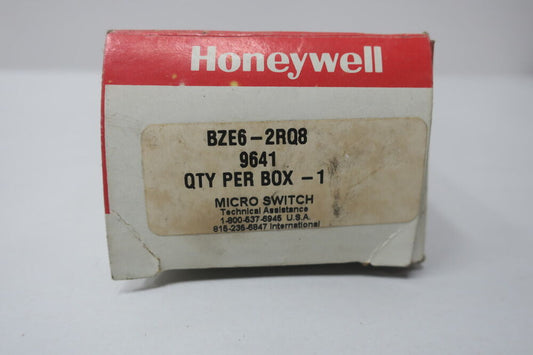 Honeywell
BZE6-2RQ8
9641
QTY PER BOX -1
MICRO SWITCH
Technical Assistance
1-800-537-6945 U.S.A.
815-235-6847 International